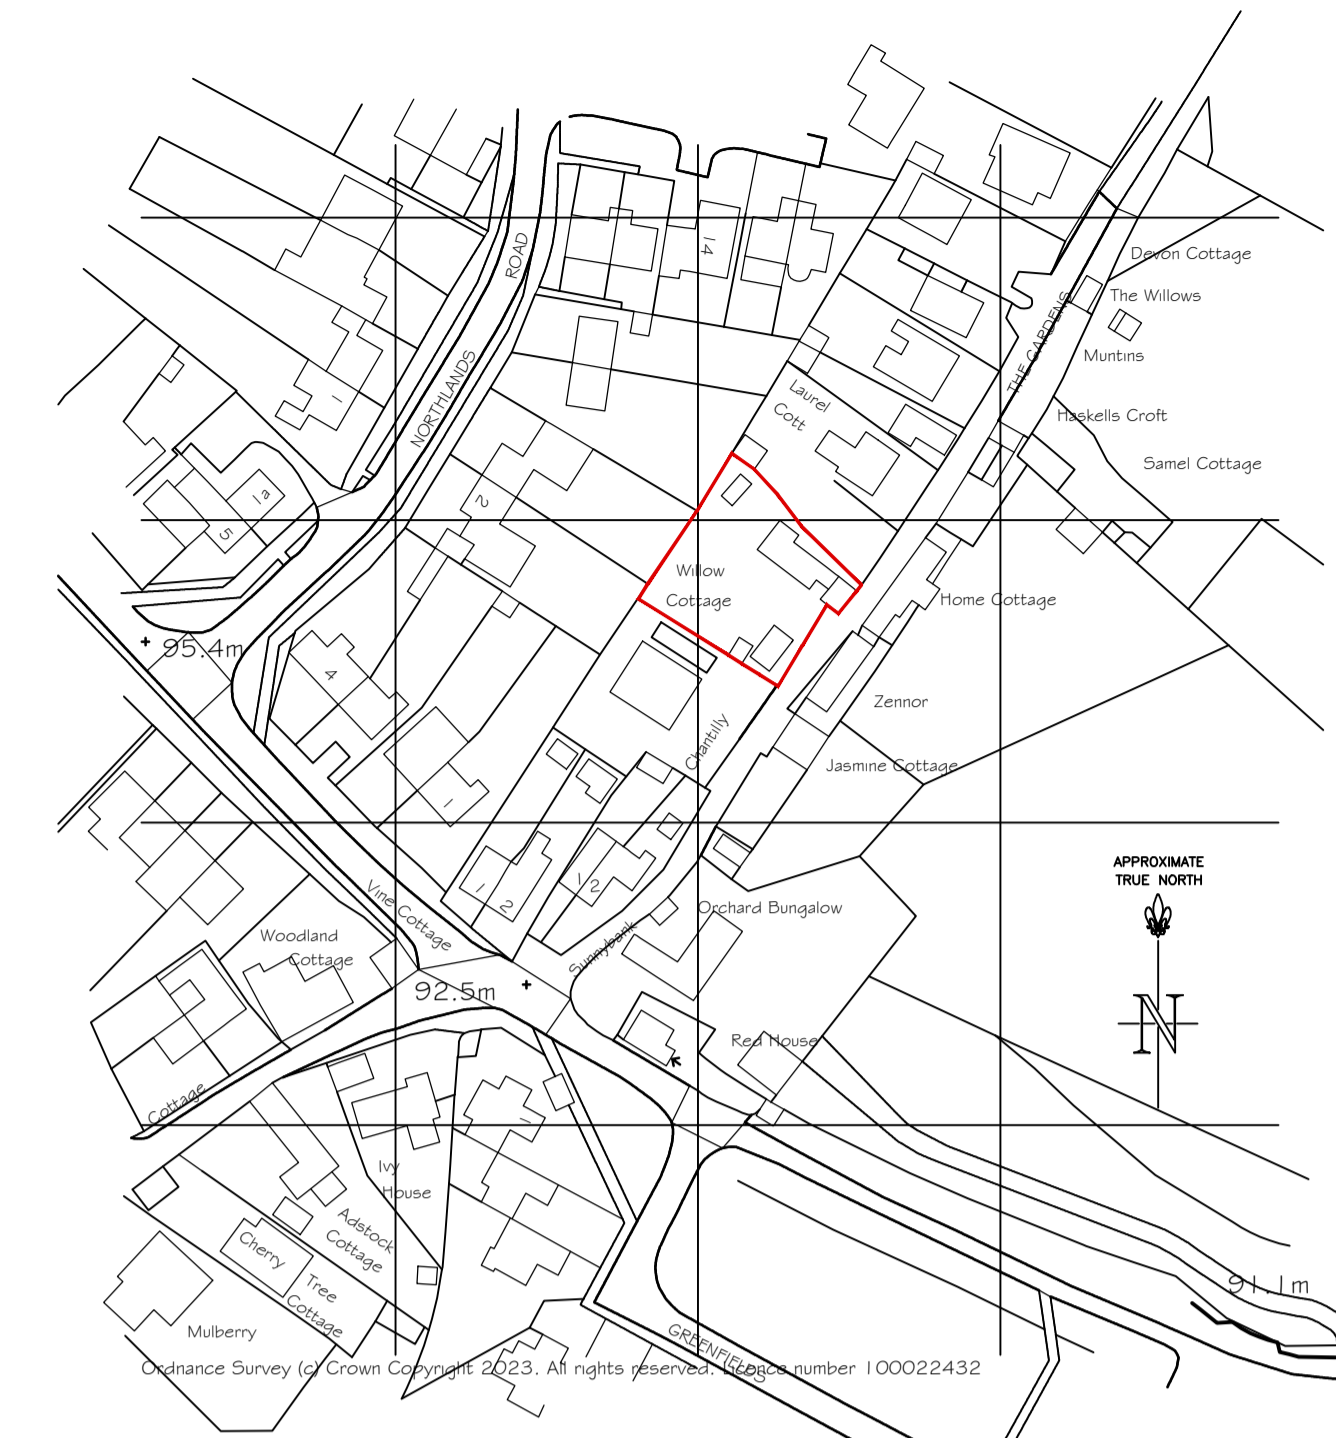 ROAD
14
Devon Cottage
The Willows
THE GARDENS
Muntins
NORTHLANDS
1
Laurel
Cott
Haskells Croft
Samel Cottage
1a
2
5
Willow
Cottage
Home Cottage
95.4m
4
Zennor
Chantilly
Jasmine Cottage
1
APPROXIMATE
TRUE NORTH
1
2
12
Vine Cottage
Orchard Bungalow
Woodland
Cottage
Sunnybank
92.5m
N
Red House
Cottage
1
Ivy
House
Adstock
Cottage
Cherry
Tree
Cottage
91.1m
Mulberry
GREENFIELDS
Ordnance Survey (c) Crown Copyright 2023. All rights reserved. Licence number 100022432